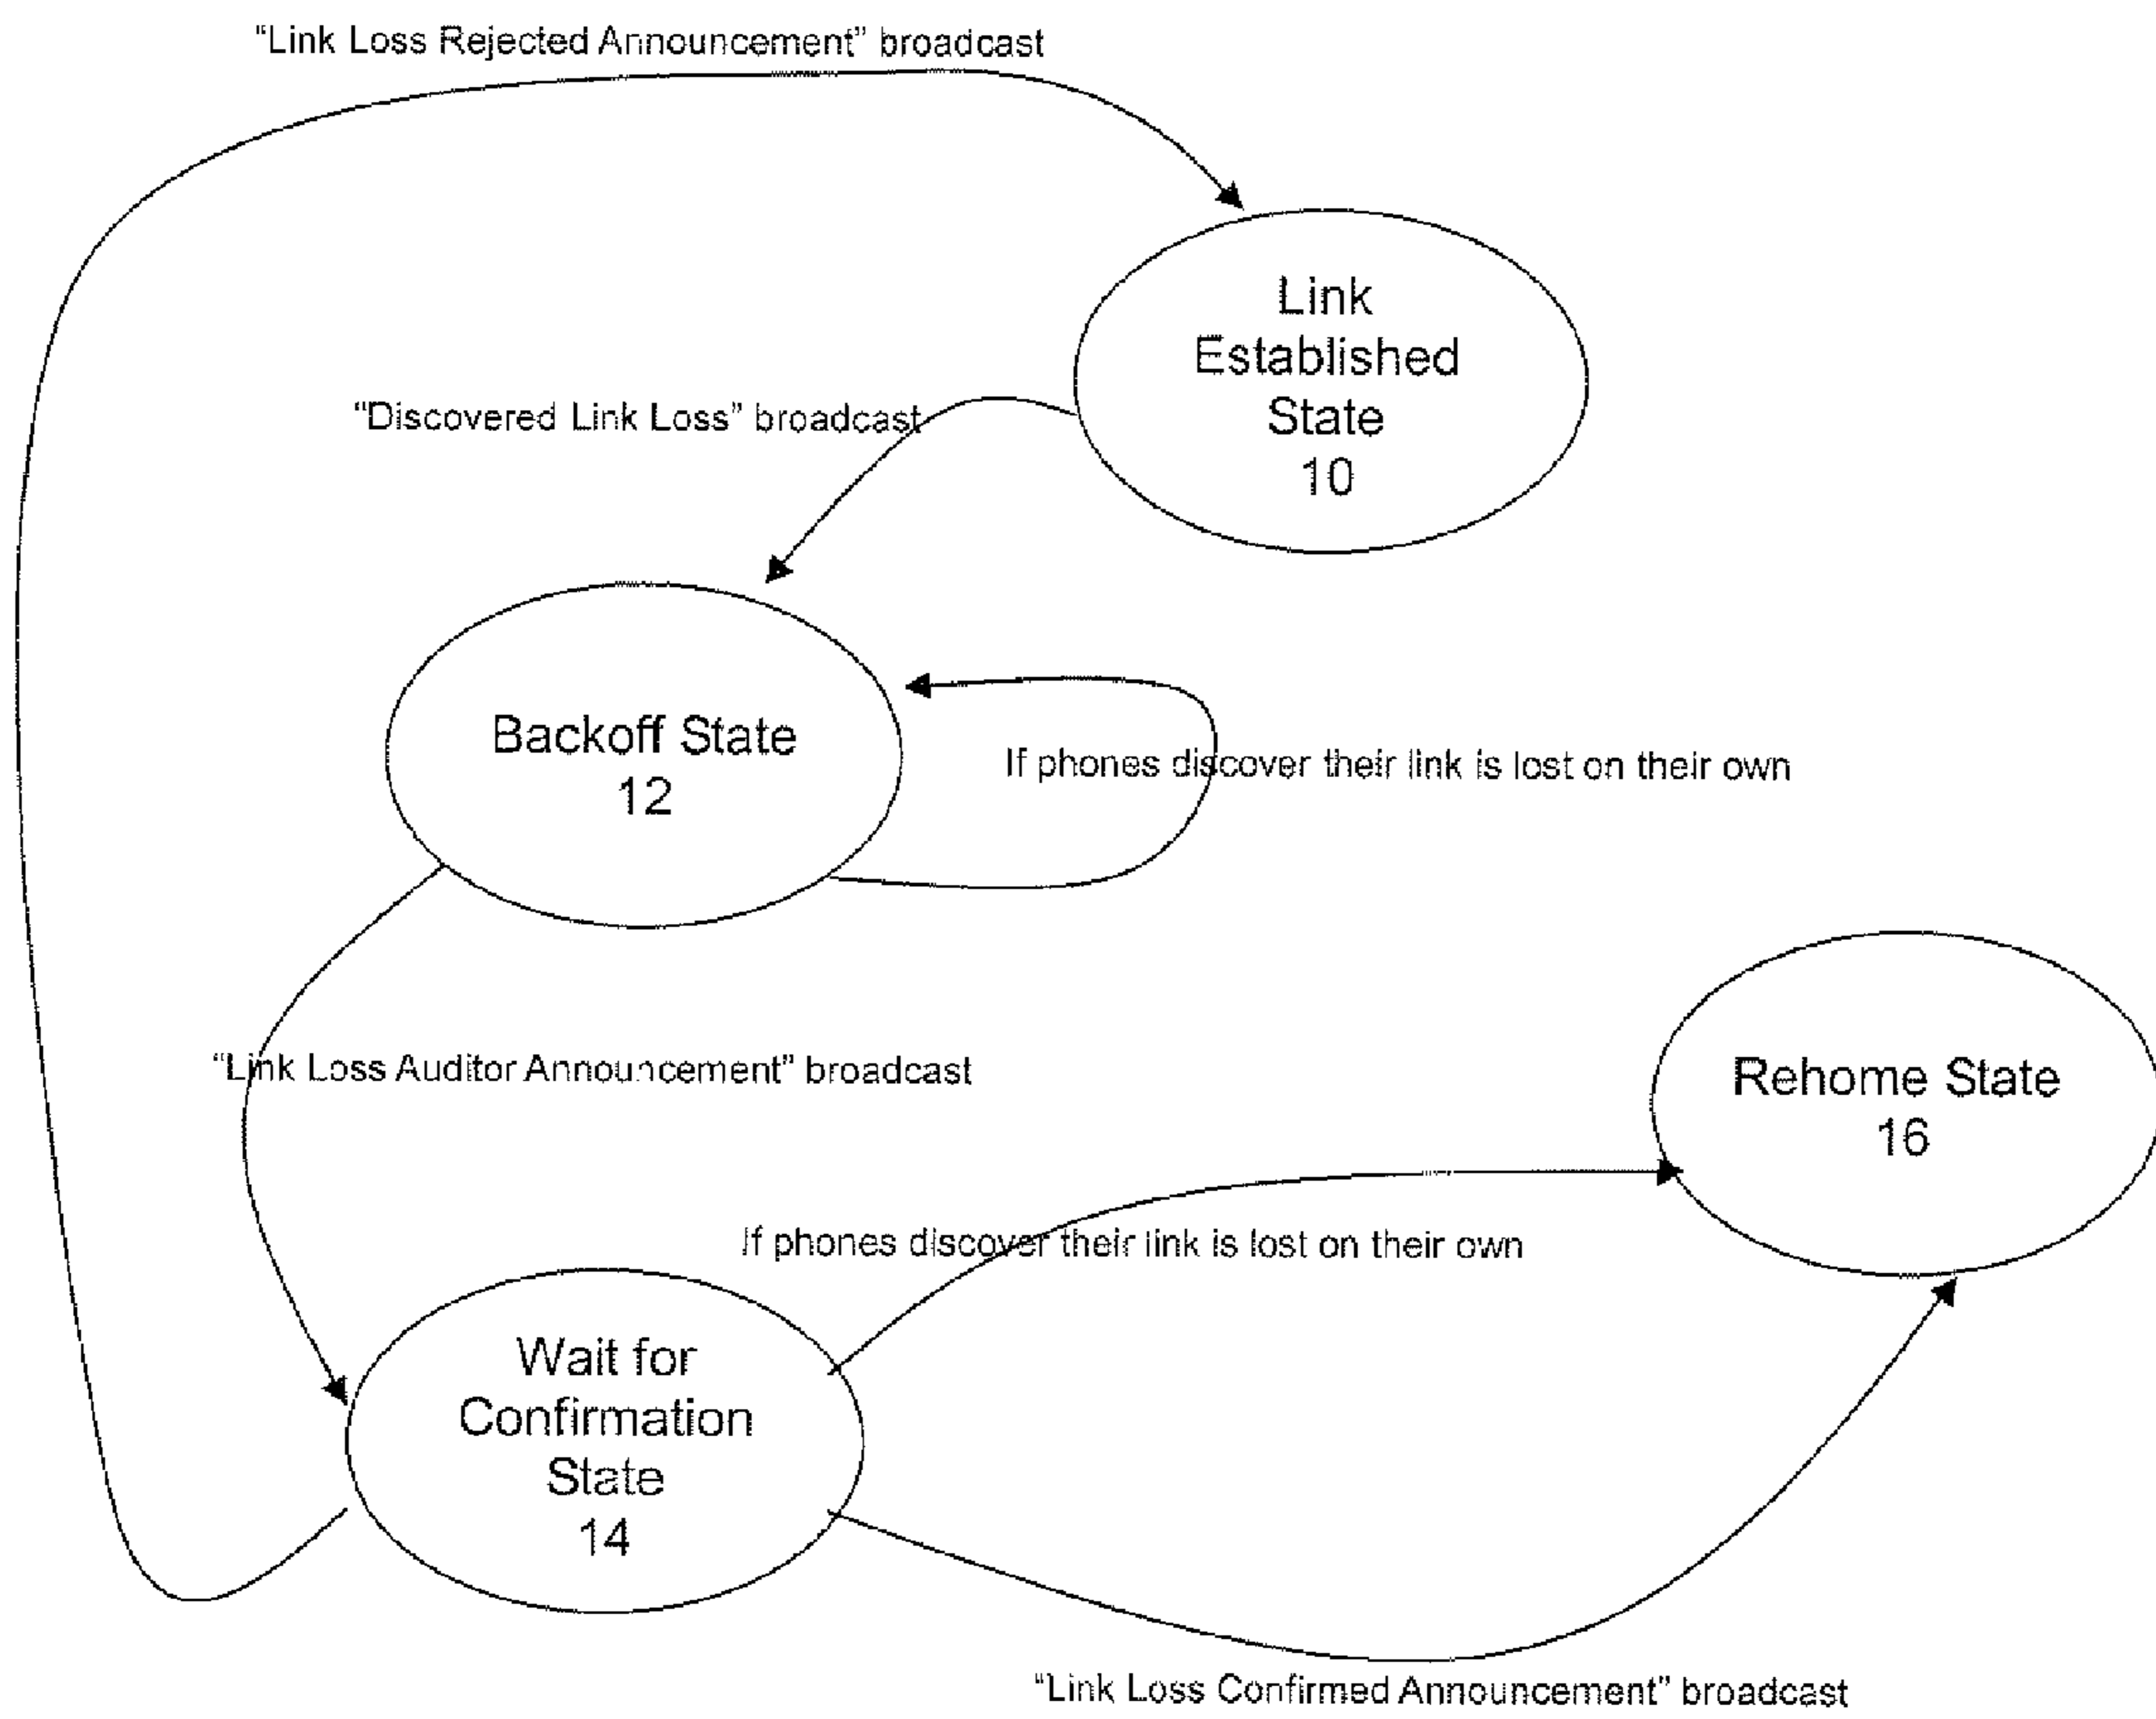 “Link Loss Rejected Announcement” broadcast
Link
Established
State
10
“Discovered Link Loss” broadcast
Backoff State
12
If phones discover their link is lost on their own
“Link Loss Auditor Announcement” broadcast
Rehome State
16
If phones discover their link is lost on their own
Wait for
Confirmation
State
14
“Link Loss Confirmed Announcement” broadcast